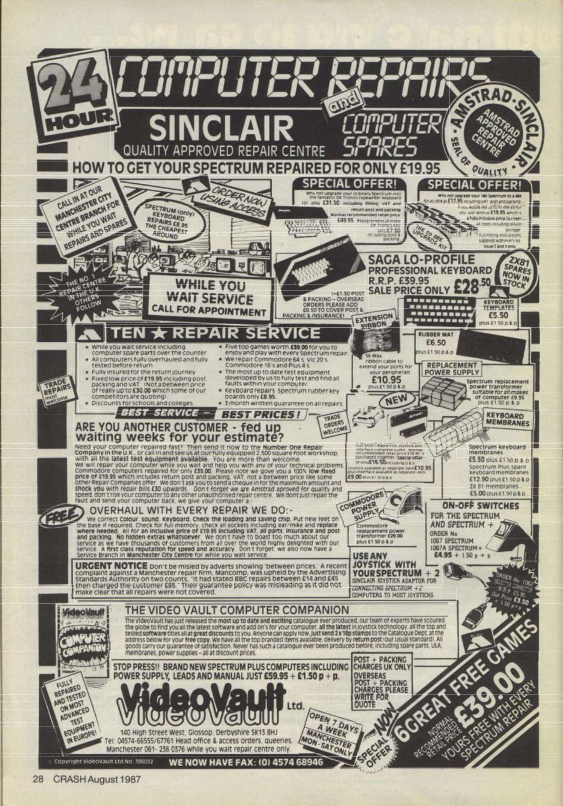 24 HOUR
COMPUTER REPAIRS
and
COMPUTER SPARES
SINCLAIR
QUALITY APPROVED REPAIR CENTRE
AMSTRAD·SINCLAIR
AMSTRAD APPROVED REPAIR CENTRE
SEAL OF QUALITY
HOW TO GET YOUR SPECTRUM REPAIRED FOR ONLY £19.95
CALL IN AT OUR
MANCHESTER CITY
CENTRE BRANCH FOR
WHILE YOU WAIT
REPAIRS AND SPARES
SPECTRUM (only)
KEYBOARD
REPAIRS £8.95
THE CHEAPEST
AROUND
ORDER NOW
USING ACCESS
SPECIAL OFFER!
SPECIAL OFFER!
THE NO 1
REPAIR CENTRE
IN THE U.K.
OTHERS
FOLLOW
WHILE YOU
WAIT SERVICE
CALL FOR APPOINTMENT
(+£1.50 POST
& PACKING – OVERSEAS
ORDERS PLEASE ADD
£8.50 TO COVER POST &
PACKING & INSURANCE)
SAGA LO-PROFILE
PROFESSIONAL KEYBOARD
R.R.P. £39.95
SALE PRICE ONLY £28.50
ZX81
SPARES
NOW IN
STOCK
KEYBOARD
TEMPLATES
£5.50
plus £1.50 p & p
TEN ★ REPAIR SERVICE
While you wait service including
computer spare parts over the counter
All computers fully overhauled and fully
tested before return
Fully insured for the return journey
Fixed low price of £19.95 including post
packing and VAT. (Not a between price
or really up to £30.00 which some of our
competitors are quoting)
Discounts for schools and colleges
Five top games worth £39.00 for you to
enjoy and play with every Spectrum repair
We repair Commodore 64's Vic 20's
Commodore 16's and Plus 4's
The most up to date test equipment
developed by us to fully test and find all
faults within your computer
Keyboard repairs Spectrum rubber key
boards only £8.95
3 month written guarantee on all repairs
TRADE
REPAIRS
most
welcome
BEST SERVICE – BEST PRICES!
TRADE
ORDERS
WELCOME
EXTENSION
RIBBON
56 Way
ribbon cable to
extend your ports for
your peripherals
£10.95
plus £1.50 p & p
RUBBER MAT
£6.50
plus £1.50 p & p
REPLACEMENT
POWER SUPPLY
Spectrum replacement
power transformer
suitable for all makes
of computer £9.95
plus £1.50 p & p
NEW
KEYBOARD
MEMBRANES
Spectrum keyboard
membranes
£5.50 plus £1.50 p & p
Spectrum Plus spare
keyboard membranes
£12.90 plus £1.50 p & p
ZX 81 membranes
£5.00 plus £1.50 p & p
ARE YOU ANOTHER CUSTOMER - fed up
waiting weeks for your estimate?
Need your computer repaired fast? Then send it now to the Number One Repair
Company in the U.K., or call in and see us at our fully equipped 2,500 square foot workshop,
with all the latest test equipment available. You are more than welcome.
We will repair your computer while you wait and help you with any of your technical problems.
Commodore computers repaired for only £35.00. Please note we give you a 100% low fixed
price of £19.95 which includes return post and packing, VAT, not a between price like some
other Repair Companies offer. We don't ask you to send a cheque in for the maximum amount and
shock you with repair bills £30 upwards. Don't forget we are Amstrad aproved for quality and
speed, don't risk your computer to any other unauthorised repair centre. We don't just repair the
fault and send your computer back, we give your computer a
COMMODORE
POWER
SUPPLY
Commodore
replacement power
transformer £29.00
plus £1.50 p & p
ON-OFF SWITCHES
FOR THE SPECTRUM
AND SPECTRUM +
ORDER No
1067 SPECTRUM
1067A SPECTRUM+
£4.95 + 1.50 p + p
FREE
OVERHAUL WITH EVERY REPAIR WE DO:-
We correct Colour, Sound, Keyboard, Check the loading and saving chip. Put new feet on
the base if required. Check for full memory, check all sockets including ear/mike and replace
where needed. All for an inclusive price of £19.95 including VAT, all parts, insurance and post
and packing. No hidden extras whatsoever. We don't have to boast too much about our
service as we have thousands of customers from all over the world highly delighted with our
service. A first class reputation for speed and accuracy. Don't forget, we also now have a
Service Branch in Manchester City Centre for while you wait service.
USE ANY
JOYSTICK WITH
YOUR SPECTRUM + 2
SINCLAIR JOYSTICK ADAPTOR FOR
CONNECTING SPECTRUM +2
COMPUTERS TO MOST JOYSTICKS
URGENT NOTICE Don't be misled by adverts showing 'between prices.' A recent
complaint against a Manchester repair Firm, Mancomp, was upheld by the Advertising
Standards Authority on two counts, "it stated BBC repairs between £14 and £45
then charged the customer £85." Their guarantee policy was misleading as it did not
make clear that all repairs were not covered.
VideoVault
COMPUTER
COMPANION
THE VIDEO VAULT COMPUTER COMPANION
The VideoVault has just released the most up to date and exciting catalogue ever produced, our team of experts have scoured
the globe to find you all the latest software and add on's for your computer, all the latest in joystick technology, all the top and
tested software titles all at great discounts to you. Anyone can apply now, just send 2 x 18p stamps to the Catalogue Dept, at the
address below for your free copy. We have all the top branded items available, delivery by return post (our usual standard). All
goods carry our guarantee of satisfaction. Never has such a catalogue ever been produced before, including spare parts, ULA,
membranes, power supplies – all at discount prices.
STOP PRESS!! BRAND NEW SPECTRUM PLUS COMPUTERS INCLUDING
POWER SUPPLY, LEADS AND MANUAL JUST £59.95 + £1.50 p + p.
POST + PACKING
CHARGES UK ONLY
OVERSEAS
POST + PACKING
CHARGES PLEASE
WRITE FOR
QUOTE
FULLY
REPAIRED
AND TESTED
ON MOST
ADVANCED
TEST
EQUIPMENT
IN EUROPE!
VideoVault Ltd.
140 High Street West, Glossop, Derbyshire SK13 8HJ
Tel: 04574-66555/67761 Head office & access orders, queries,
Manchester 061- 236 0376 while you wait repair centre only.
OPEN 7 DAYS
A WEEK
MANCHESTER
MON - SAT ONLY
NOW
SPECIAL
OFFER
6 GREAT FREE GAMES
NORMAL
RECOMMENDED
RETAIL PRICE
£39.00
YOURS FREE WITH EVERY
SPECTRUM REPAIR
Copyright VideoVault Ltd No. 788032
WE NOW HAVE FAX: (0) 4574 68946
28 CRASH August 1987